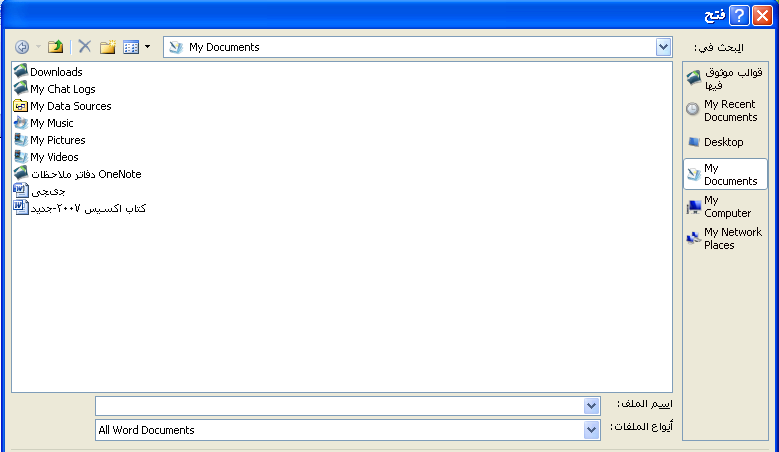 فتح
البحث في:
My Documents
Downloads
My Chat Logs
My Data Sources
My Music
My Pictures
My Videos
دفاتر ملاحظات OneNote
جى‌جى
كتاب اكسيس ٢٠٠٧-جديد
قوالب موثوق
فيها
My Recent
Documents
Desktop
My
Documents
My
Computer
My Network
Places
اسم الملف:
أنواع الملفات:
All Word Documents